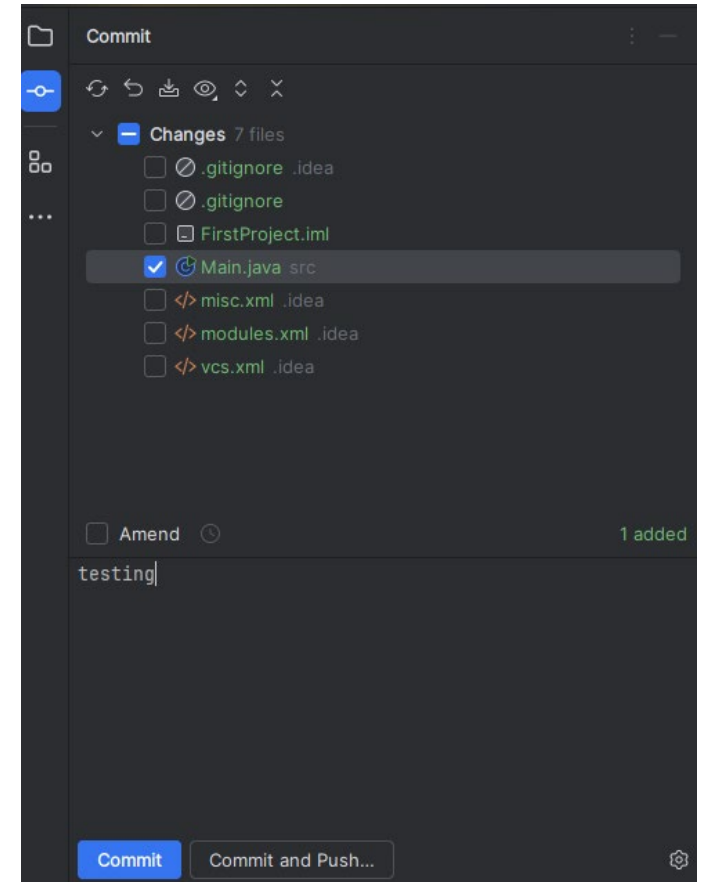 Commit
Changes 7 files
.gitignore .idea
.gitignore
FirstProject.iml
Main.java src
misc.xml .idea
modules.xml .idea
vcs.xml .idea
Amend 1 added
testing
Commit Commit and Push...